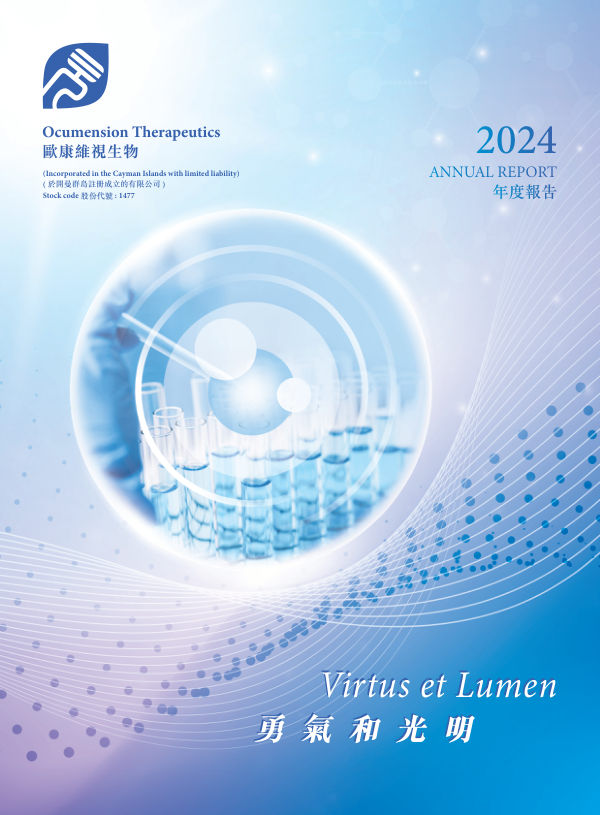 Ocumension Therapeutics
歐康維視生物
(Incorporated in the Cayman Islands with limited liability)
(於開曼群島註冊成立的有限公司)
Stock code 股份代號 : 1477
2024
ANNUAL REPORT
年度報告
Virtus et Lumen
勇氣和光明